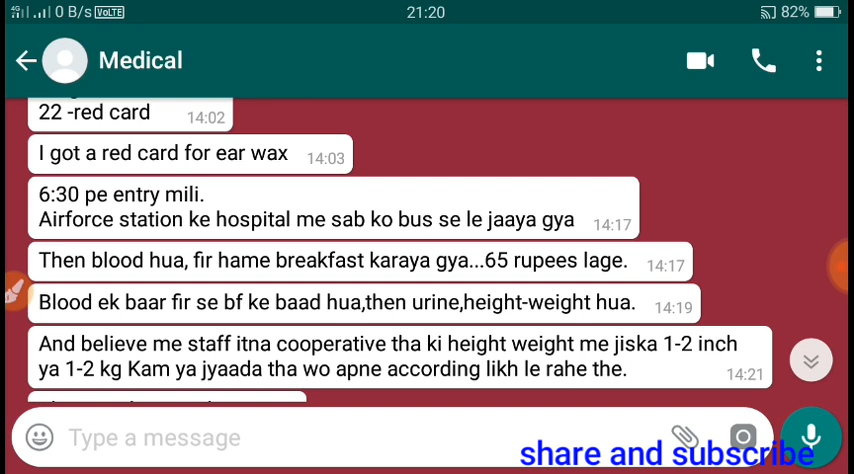 4G 0 B/s VoLTE 21:20 82%
Medical
22 -red card 14:02
I got a red card for ear wax 14:03
6:30 pe entry mili.
Airforce station ke hospital me sab ko bus se le jaaya gya 14:17
Then blood hua, fir hame breakfast karaya gya...65 rupees lage. 14:17
Blood ek baar fir se bf ke baad hua,then urine,height-weight hua. 14:19
And believe me staff itna cooperative tha ki height weight me jiska 1-2 inch
ya 1-2 kg Kam ya jyaada tha wo apne according likh le rahe the. 14:21
Type a message
share and subscribe